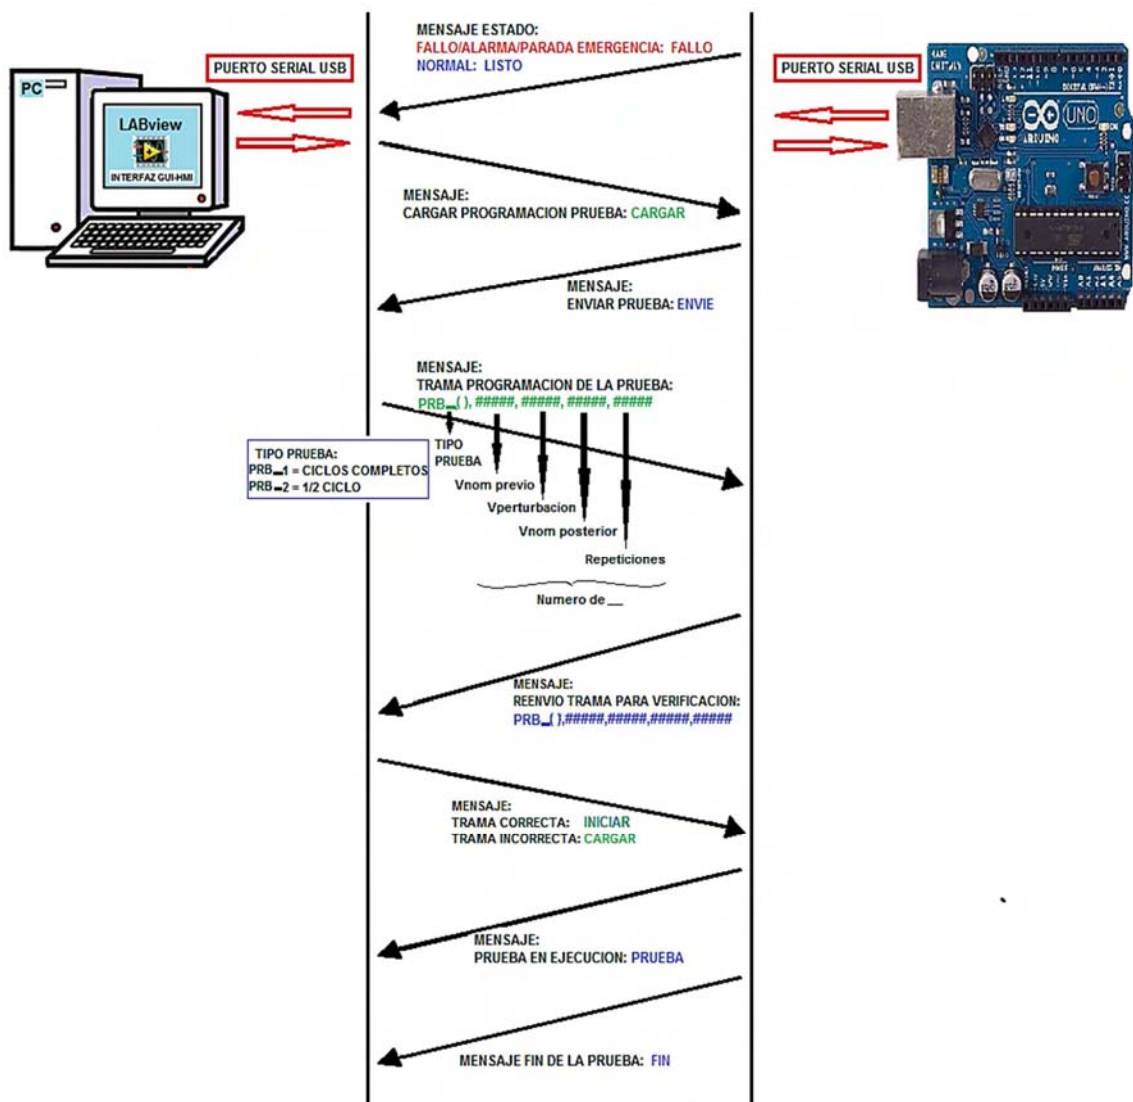 MENSAJE ESTADO:
FALLO/ALARMA/PARADA EMERGENCIA: FALLO
NORMAL: LISTO
PUERTO SERIAL USB
PUERTO SERIAL USB
PC
LABview
INTERFAZ GUI-HMI
ARDUINO
UNO
MENSAJE:
CARGAR PROGRAMACION PRUEBA: CARGAR
MENSAJE:
ENVIAR PRUEBA: ENVIE
MENSAJE:
TRAMA PROGRAMACION DE LA PRUEBA:
PRB_( ), #####, #####, #####, #####
TIPO PRUEBA:
PRB_1 = CICLOS COMPLETOS
PRB_2 = 1/2 CICLO
TIPO
PRUEBA
Vnom previo
Vperturbacion
Vnom posterior
Repeticiones
Numero de __
MENSAJE:
REENVIO TRAMA PARA VERIFICACION:
PRB_( ),#####,#####,#####,#####
MENSAJE:
TRAMA CORRECTA: INICIAR
TRAMA INCORRECTA: CARGAR
MENSAJE:
PRUEBA EN EJECUCION: PRUEBA
MENSAJE FIN DE LA PRUEBA: FIN